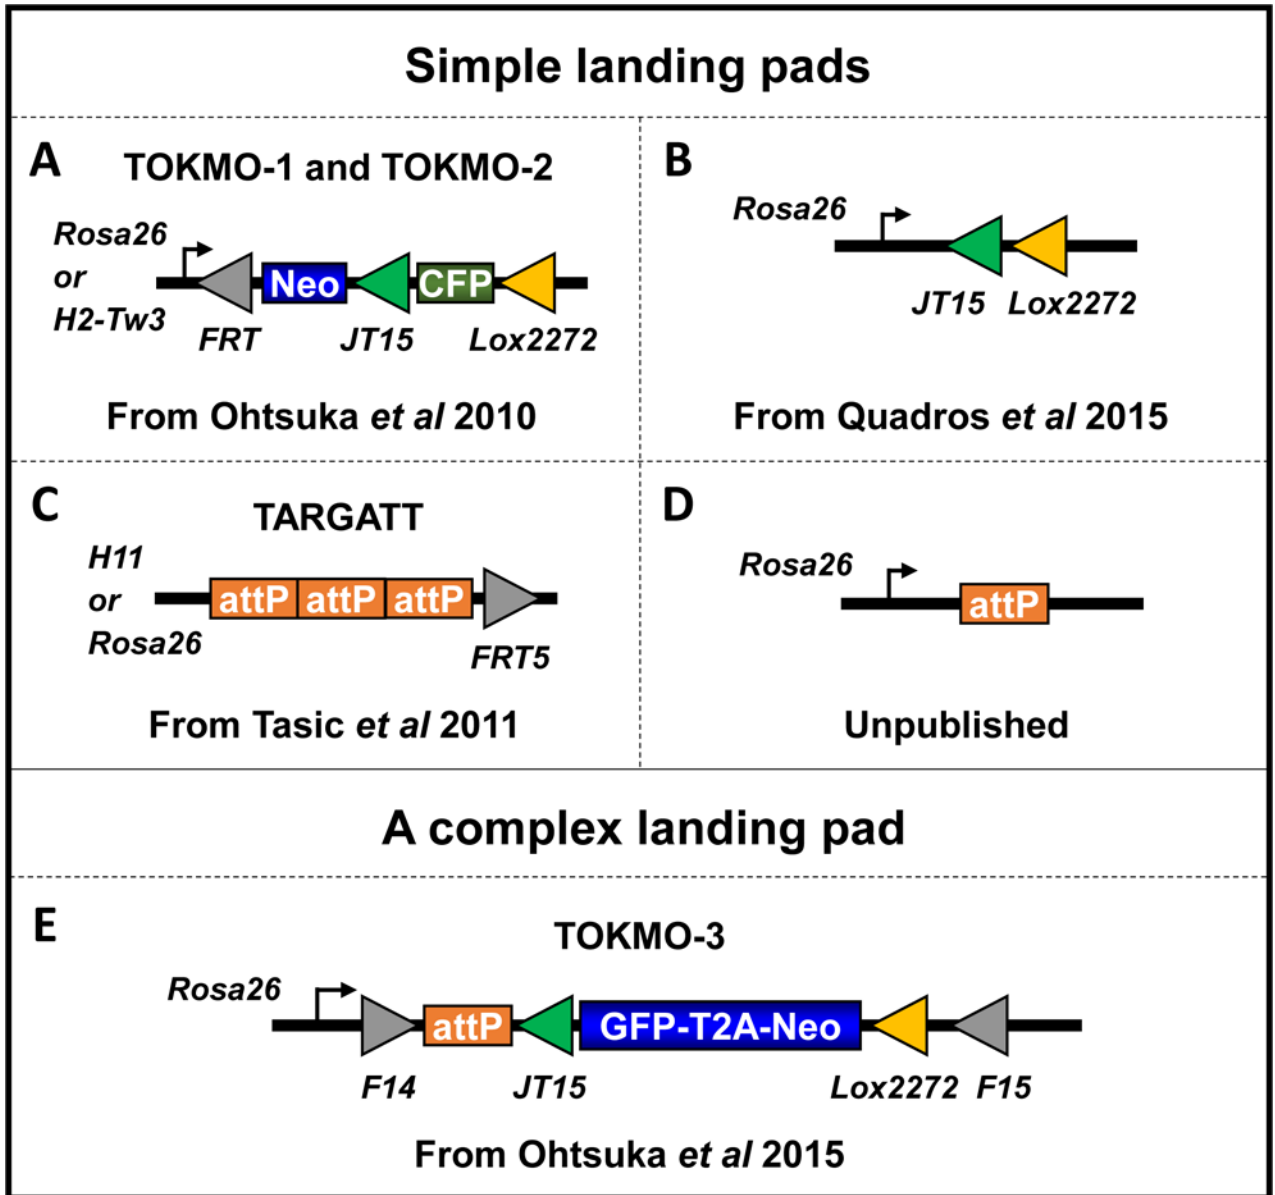 Simple landing pads
A
TOKMO-1 and TOKMO-2
Rosa26
or
H2-Tw3
Neo
CFP
FRT
JT15
Lox2272
From Ohtsuka et al 2010
B
Rosa26
JT15
Lox2272
From Quadros et al 2015
C
TARGATT
H11
or
Rosa26
attP
attP
attP
FRT5
From Tasic et al 2011
D
Rosa26
attP
Unpublished
A complex landing pad
E
TOKMO-3
Rosa26
attP
GFP-T2A-Neo
F14
JT15
Lox2272
F15
From Ohtsuka et al 2015